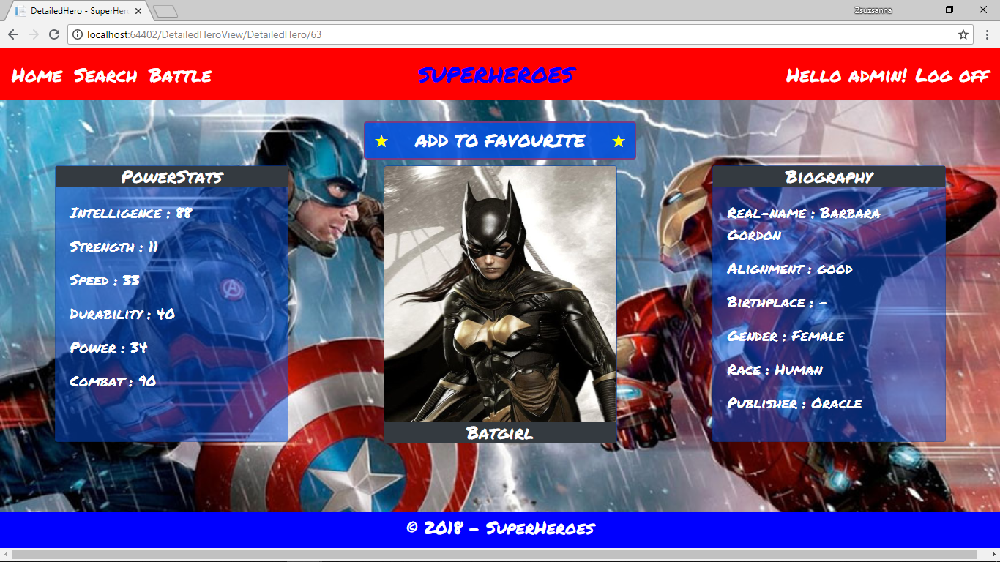 DetailedHero - SuperHer
Zsuzsanna
localhost:64402/DetailedHeroView/DetailedHero/63
Home Search Battle
SUPERHEROES
Hello admin! Log off
★ ADD TO FAVOURITE ★
PowerStats
Intelligence : 88
Strength : 11
Speed : 33
Durability : 40
Power : 34
Combat : 90
Batgirl
Biography
Real-name : Barbara
Gordon
Alignment : good
Birthplace : -
Gender : Female
Race : Human
Publisher : Oracle
© 2018 - SuperHeroes